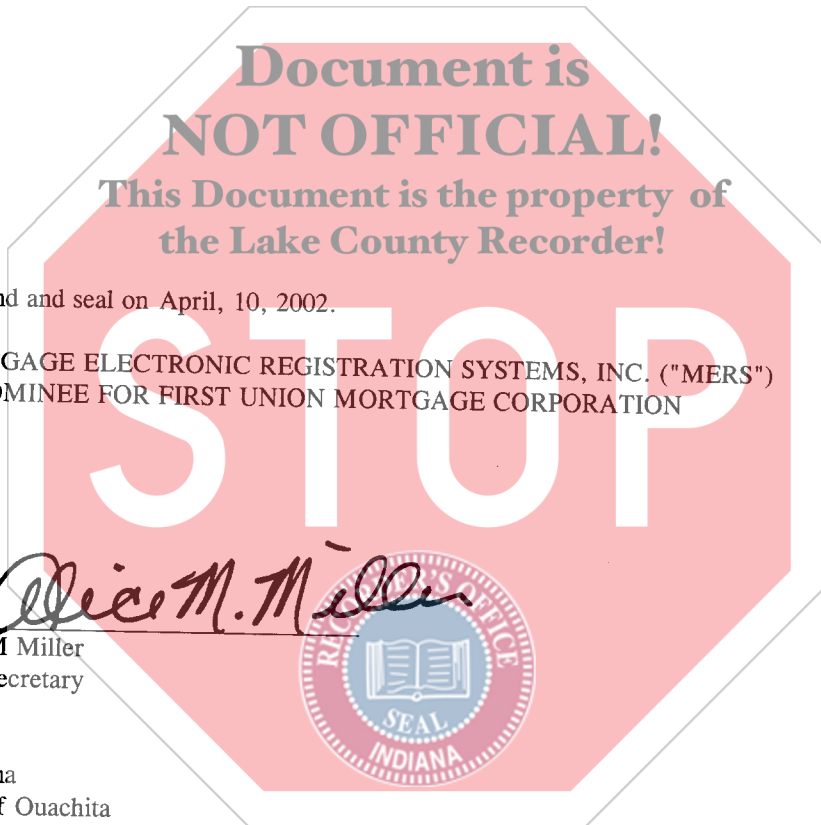 Document is
NOT OFFICIAL!
This Document is the property of
the Lake County Recorder!
nd and seal on April, 10, 2002.
GAGE ELECTRONIC REGISTRATION SYSTEMS, INC. ("MERS")
OMINEE FOR FIRST UNION MORTGAGE CORPORATION
STOP
Alice M. Miller
M Miller
ecretary
RECORDER'S OFFICE
SEAL
INDIANA
na
f Ouachita